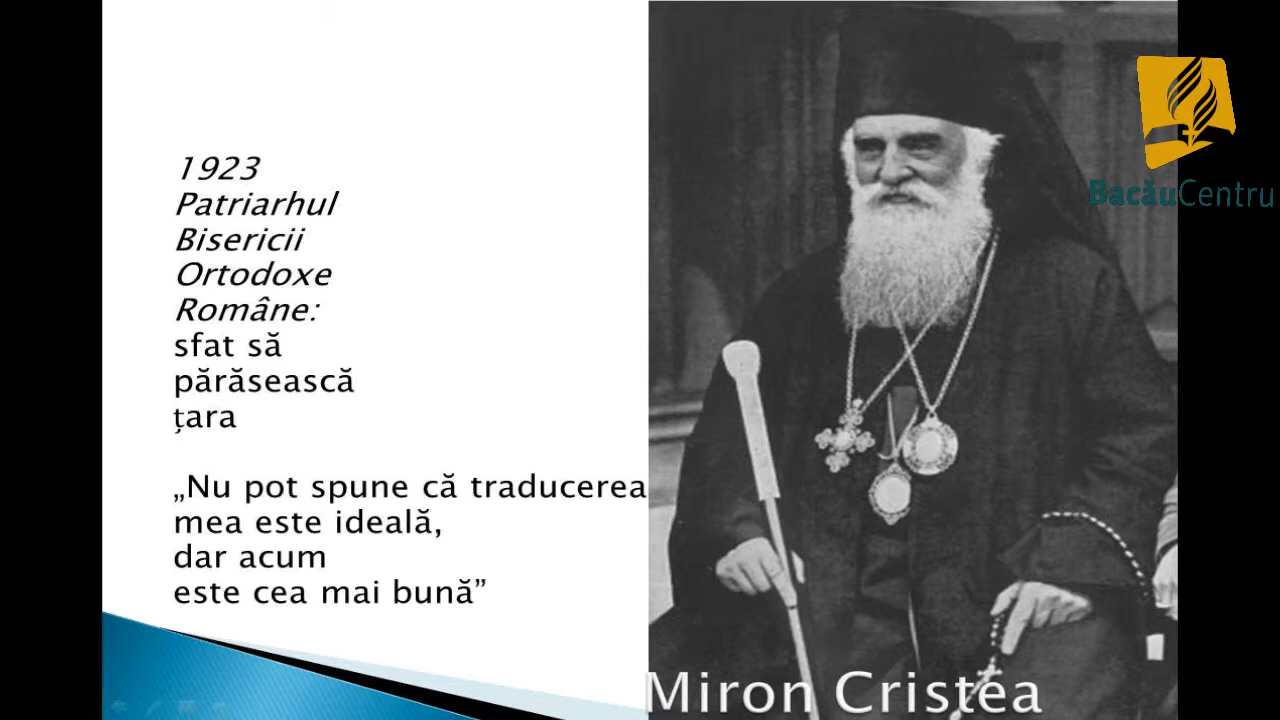 1923
Patriarhul
Bisericii
Ortodoxe
Române:
sfat să
părăsească
țara
„Nu pot spune că traducerea
mea este ideală,
dar acum
este cea mai bună”
Miron Cristea
BacăuCentru